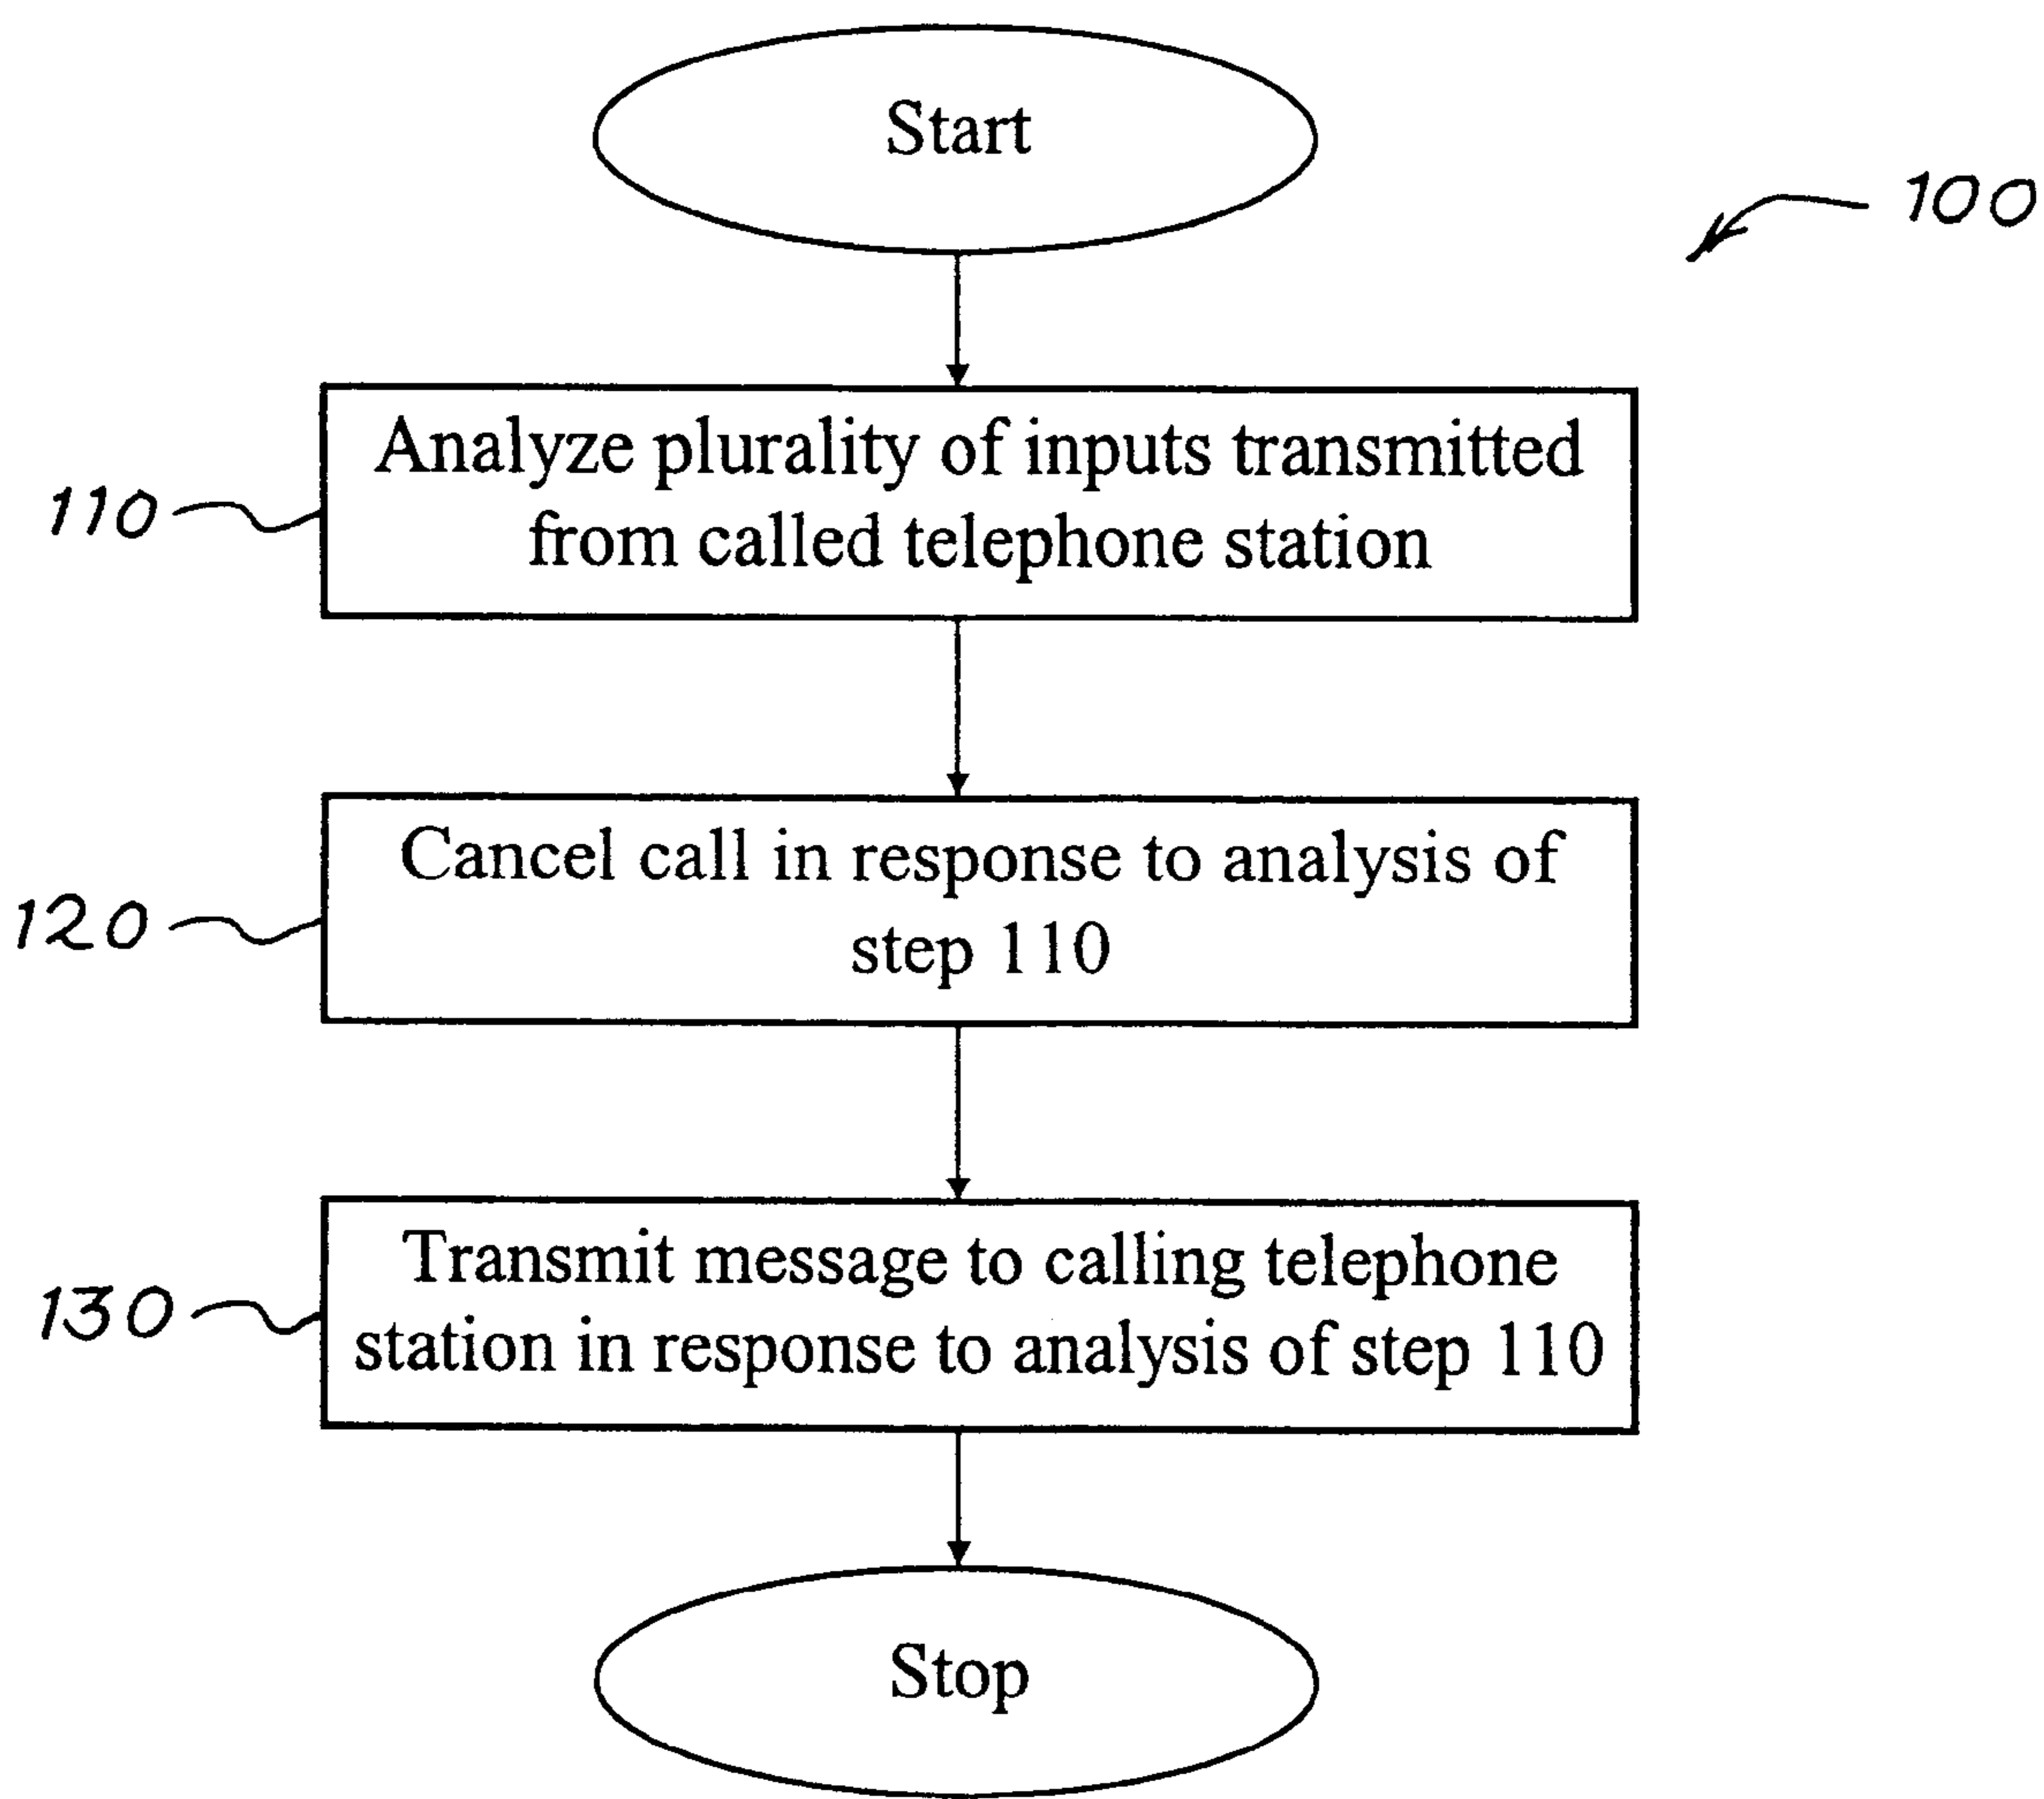 Start
100
Analyze plurality of inputs transmitted
from called telephone station
110
Cancel call in response to analysis of
step 110
120
Transmit message to calling telephone
station in response to analysis of step 110
130
Stop